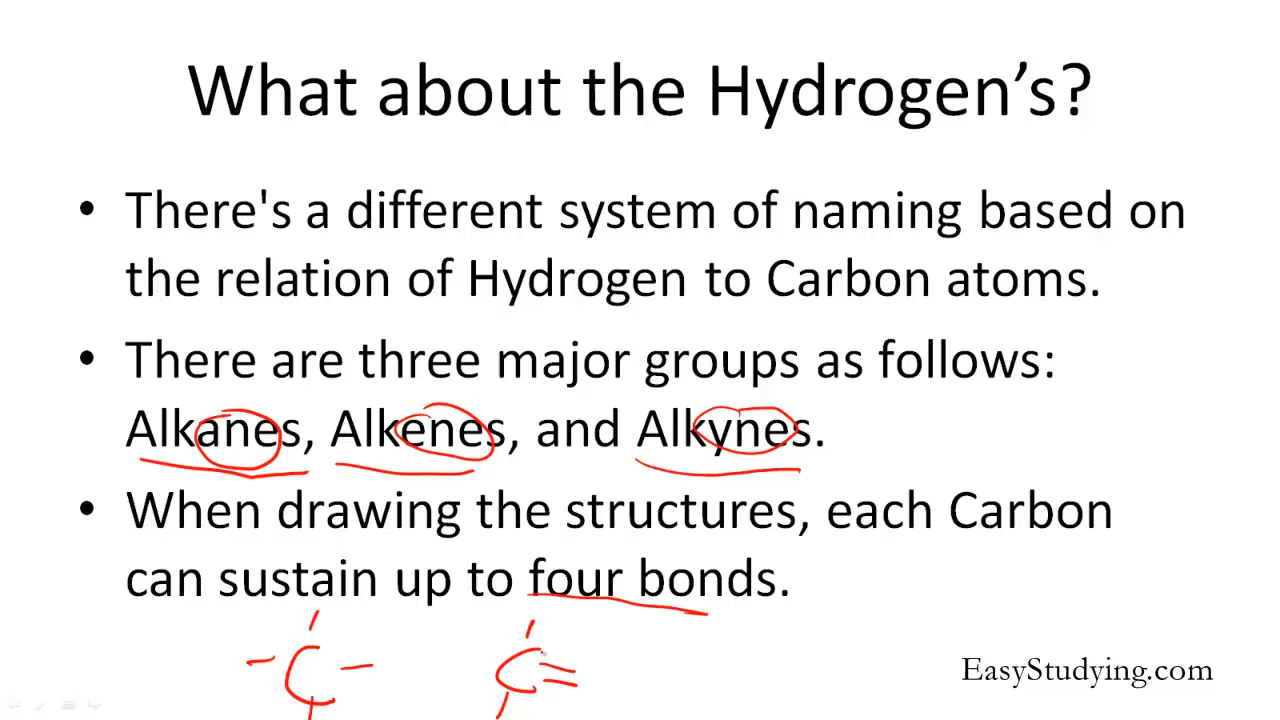 What about the Hydrogen’s?
• There's a different system of naming based on
the relation of Hydrogen to Carbon atoms.
• There are three major groups as follows:
Alkanes, Alkenes, and Alkynes.
• When drawing the structures, each Carbon
can sustain up to four bonds.
C C
EasyStudying.com